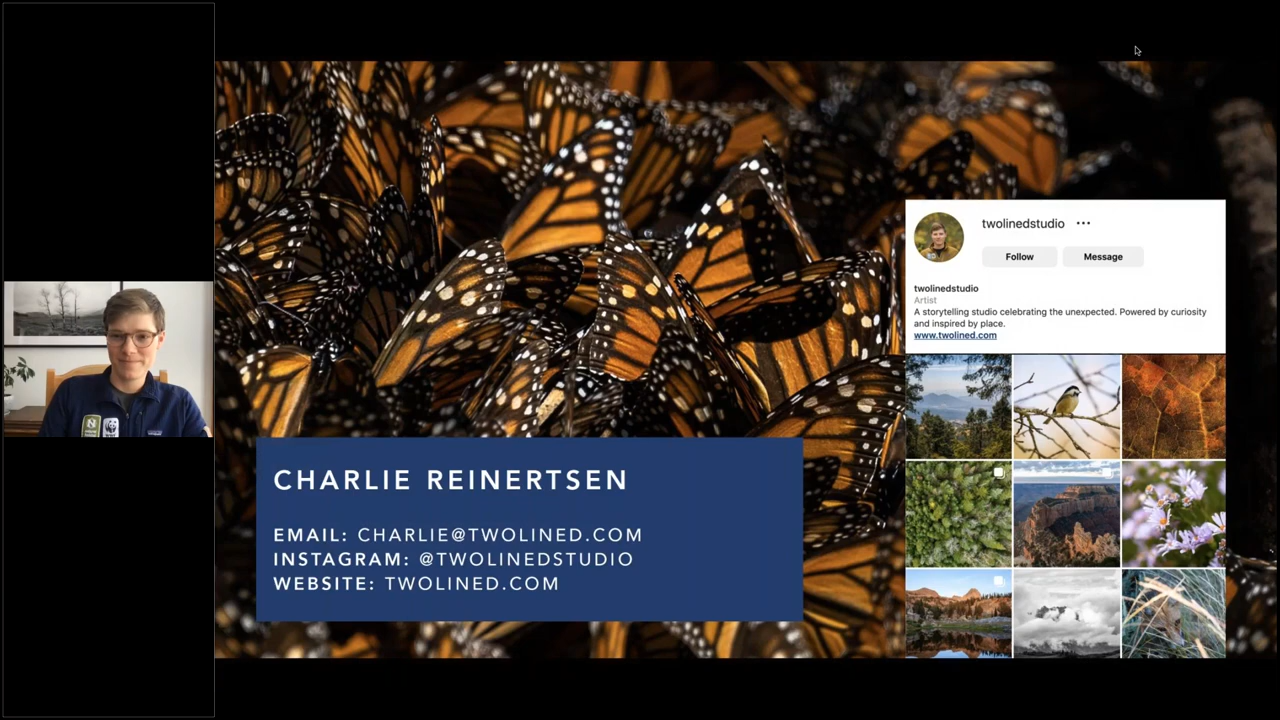 CHARLIE REINERTSEN
EMAIL: CHARLIE@TWOLINED.COM
INSTAGRAM: @TWOLINEDSTUDIO
WEBSITE: TWOLINED.COM
twolinedstudio •••
Follow Message
twolinedstudio
Artist
A storytelling studio celebrating the unexpected. Powered by curiosity
and inspired by place.
www.twolined.com
WWF